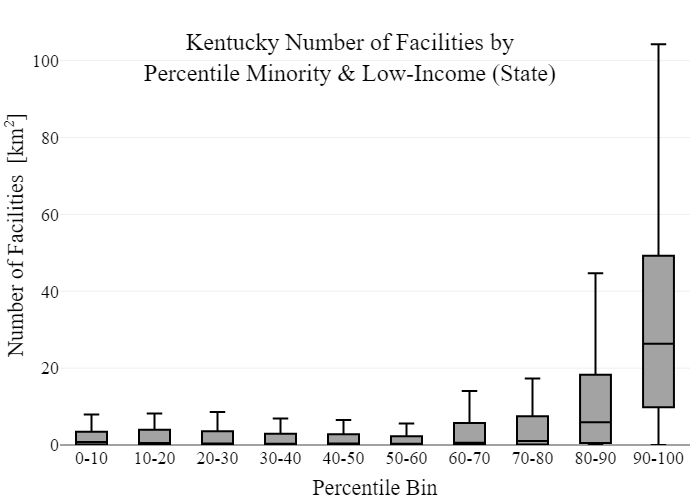 Kentucky Number of Facilities by
Percentile Minority & Low-Income (State)
Number of Facilities [km²]
100
80
60
40
20
0
0-10 10-20 20-30 30-40 40-50 50-60 60-70 70-80 80-90 90-100
Percentile Bin